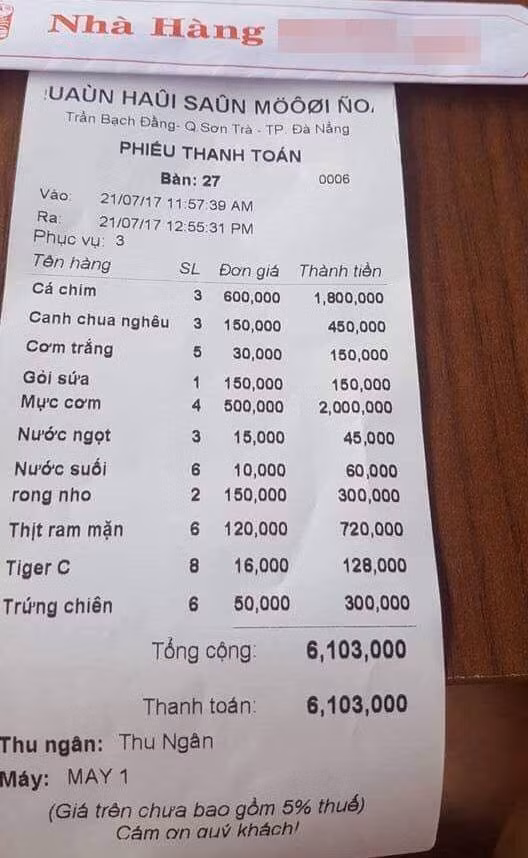 Nhà Hàng
UAÙN HAÛI SAÛN MÖÔØI ÑO
Trần Bạch Đằng- Q.Sơn Trà - TP. Đà Nẵng
PHIẾU THANH TOÁN
Bàn: 27 0006
Vào: 21/07/17 11:57:39 AM
Ra: 21/07/17 12:55:31 PM
Phục vụ: 3
Tên hàng SL Đơn giá Thành tiền
Cá chim 3 600,000 1,800,000
Canh chua nghêu 3 150,000 450,000
Cơm trắng 5 30,000 150,000
Gỏi sứa 1 150,000 150,000
Mực cơm 4 500,000 2,000,000
Nước ngọt 3 15,000 45,000
Nước suối 6 10,000 60,000
rong nho 2 150,000 300,000
Thịt ram mặn 6 120,000 720,000
Tiger C 8 16,000 128,000
Trứng chiên 6 50,000 300,000
Tổng cộng: 6,103,000
Thanh toán: 6,103,000
Thu ngân: Thu Ngân
Máy: MAY 1
(Giá trên chưa bao gồm 5% thuế)
Cám ơn quý khách!